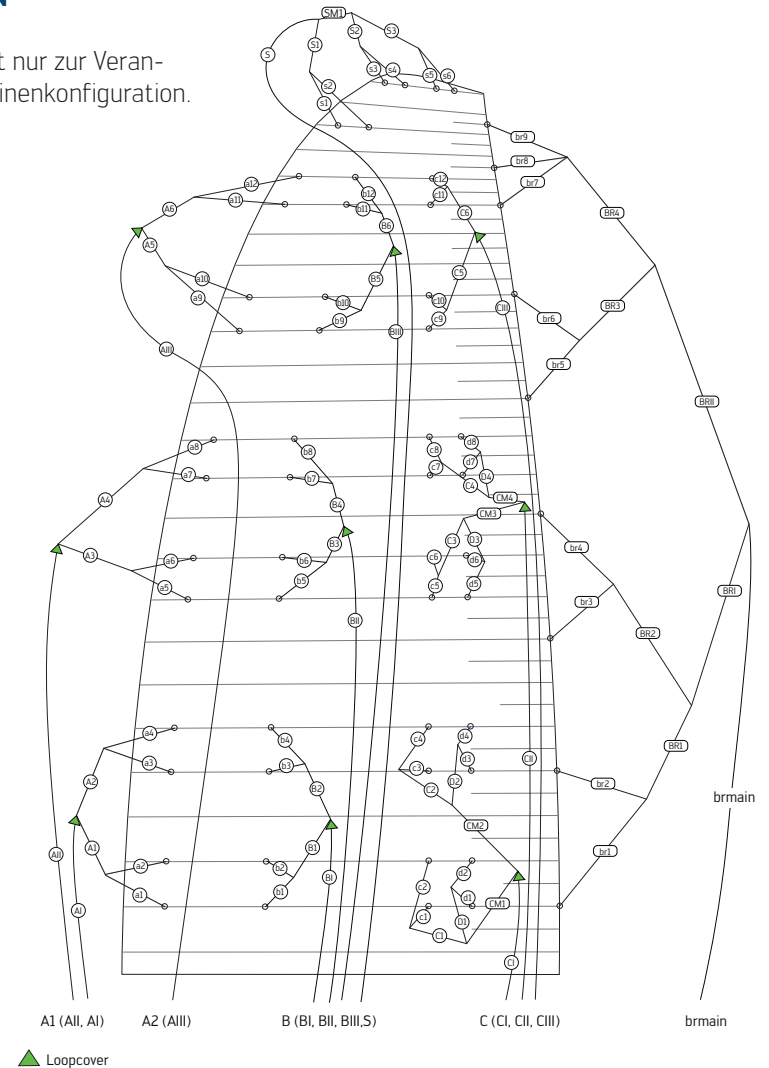 N
t nur zur Veran-
inenkonfiguration.
SM1
S S1 S2 S3
s3 s4 s5 s6
s2
s1
br9
br8
br7
a12 b12 c12
a11 b11 c11
A6 C6 BR4
B6
A5
a10 B5 C5
a9 b10 c10 CIII BR3
b9 c9 br6
BIII
AIII br5
BRII
a8 b8 c8 d8
a7 b7 c7 d7
C4 D4
A4 B4 CM4
CM3
A3 B3 C3 D3 br4
a6 b6 c6 d6
a5 b5 c5 d5
br3 BRI
BII BR2
a4 b4 c4 d4
a3 b3 c3 d3 CII BR1
A2 B2 C2 D2 br2
brmain
CM2
A1 B1 br1
AII
a2 b2 c2 d2
BI
a1 b1 d1
AI c1 CM1
C1 D1
CI
A1 (AII, AI) A2 (AIII) B (BI, BII, BIII,S) C (CI, CII, CIII) brmain
Loopcover